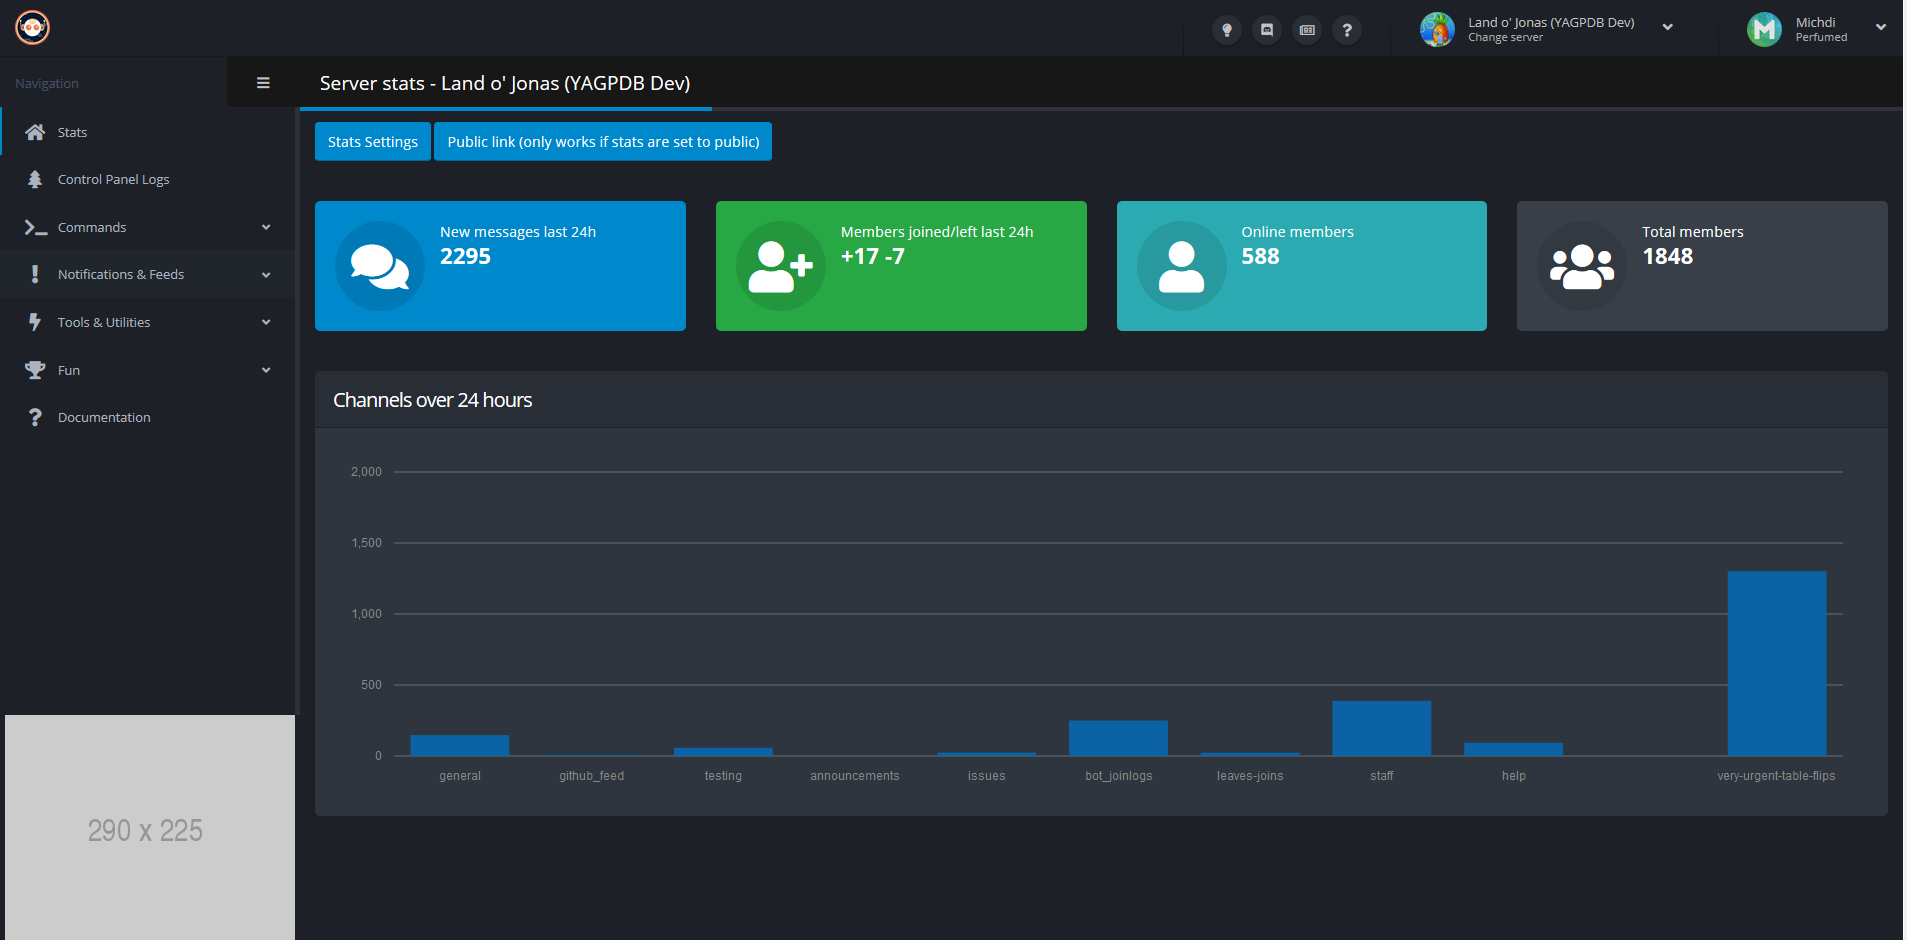 Land o' Jonas (YAGPDB Dev)
Change server
Michdi
Perfumed
Navigation
Server stats - Land o' Jonas (YAGPDB Dev)
Stats
Control Panel Logs
Commands
Notifications & Feeds
Tools & Utilities
Fun
Documentation
290 x 225
Stats Settings
Public link (only works if stats are set to public)
New messages last 24h
2295
Members joined/left last 24h
+17 -7
Online members
588
Total members
1848
Channels over 24 hours
2,000
1,500
1,000
500
0
general
github_feed
testing
announcements
issues
bot_joinlogs
leaves-joins
staff
help
very-urgent-table-flips